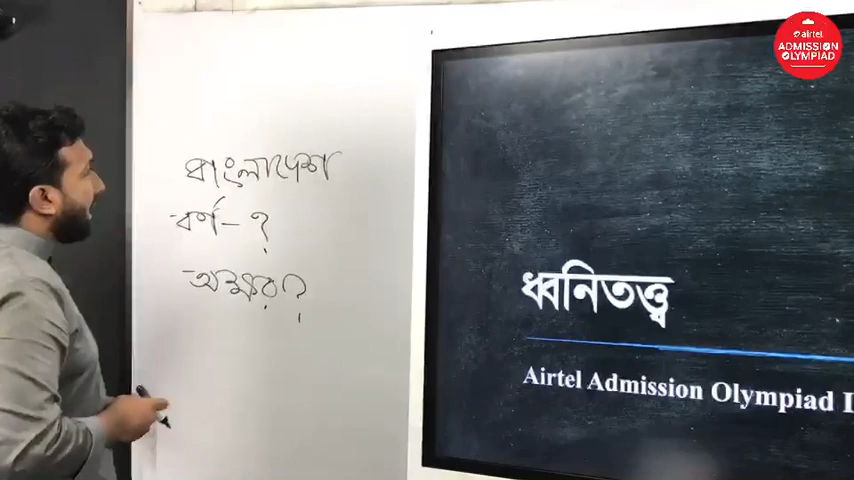 airtel
ADMISSION
OLYMPIAD
বাংলাদেশ
বর্ণ - ?
অক্ষর ?
ধ্বনিতত্ত্ব
Airtel Admission Olympiad